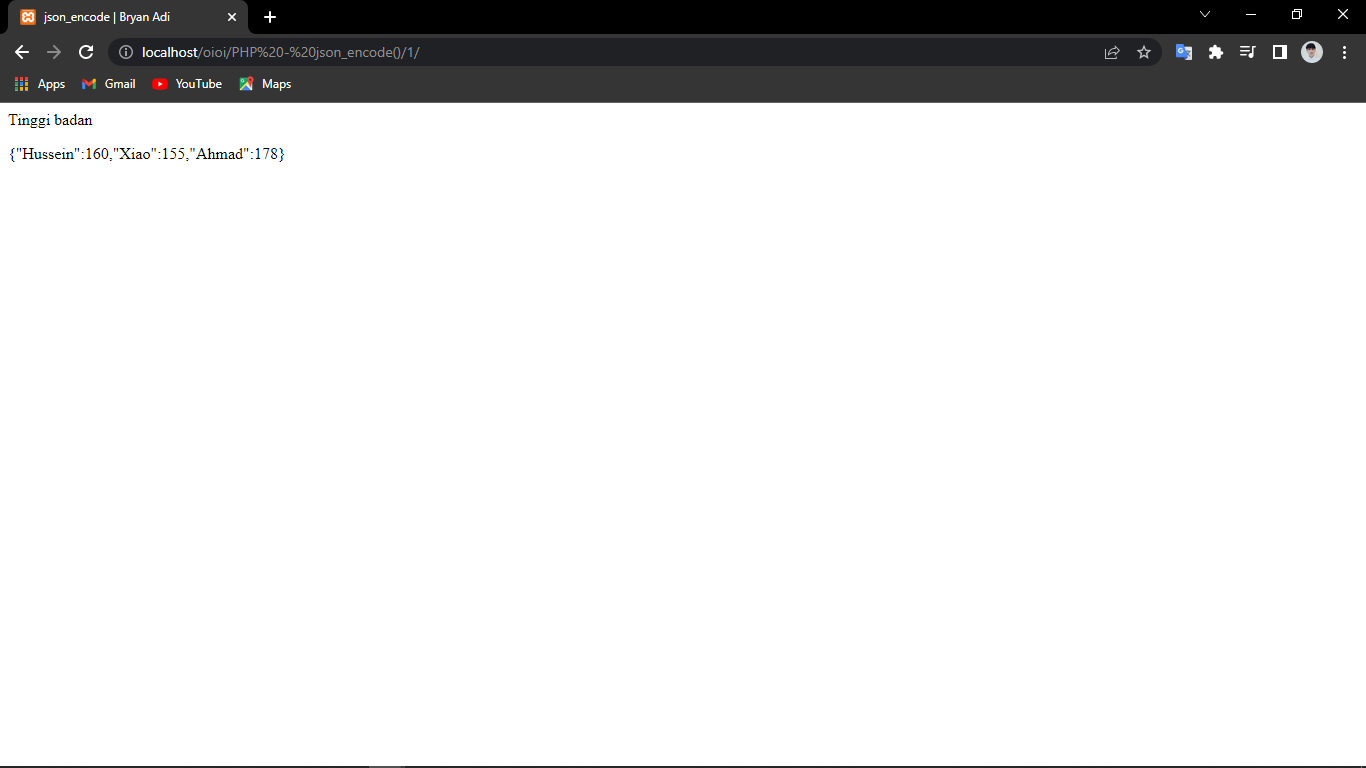 json_encode | Bryan Adi
localhost/oioi/PHP%20-%20json_encode()/1/
Apps Gmail YouTube Maps
Tinggi badan
{"Hussein":160,"Xiao":155,"Ahmad":178}